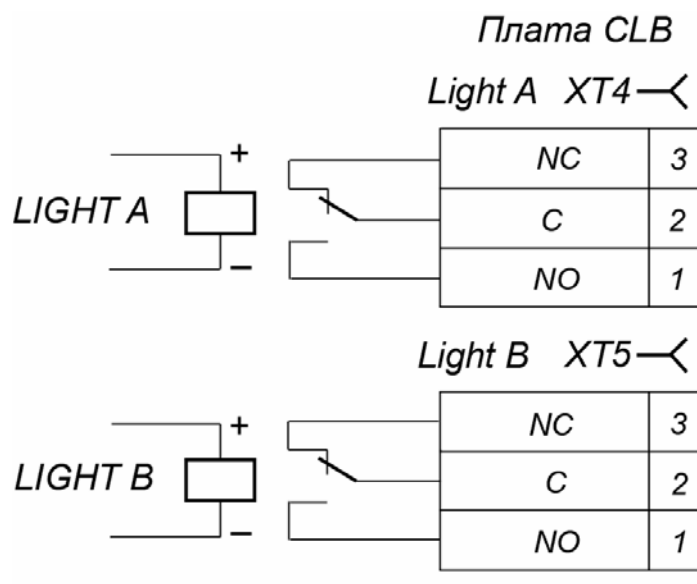 Плата CLB
Light A XT4
+
NC 3
LIGHT A
C 2
−
NO 1
Light B XT5
+
NC 3
LIGHT B
C 2
−
NO 1